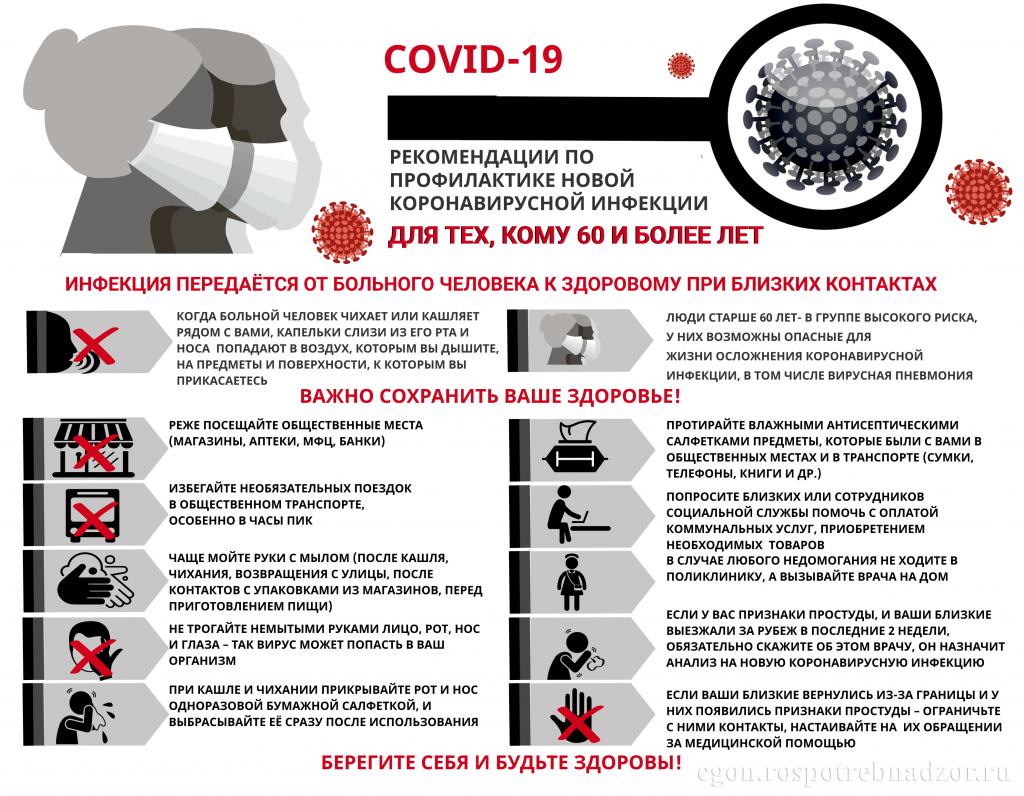 COVID-19
РЕКОМЕНДАЦИИ ПО
ПРОФИЛАКТИКЕ НОВОЙ
КОРОНАВИРУСНОЙ ИНФЕКЦИИ
ДЛЯ ТЕХ, КОМУ 60 И БОЛЕЕ ЛЕТ
ИНФЕКЦИЯ ПЕРЕДАЁТСЯ ОТ БОЛЬНОГО ЧЕЛОВЕКА К ЗДОРОВОМУ ПРИ БЛИЗКИХ КОНТАКТАХ
КОГДА БОЛЬНОЙ ЧЕЛОВЕК ЧИХАЕТ ИЛИ КАШЛЯЕТ
РЯДОМ С ВАМИ, КАПЕЛЬКИ СЛИЗИ ИЗ ЕГО РТА И
НОСА ПОПАДАЮТ В ВОЗДУХ, КОТОРЫМ ВЫ ДЫШИТЕ,
НА ПРЕДМЕТЫ И ПОВЕРХНОСТИ, К КОТОРЫМ ВЫ
ПРИКАСАЕТЕСЬ
ЛЮДИ СТАРШЕ 60 ЛЕТ- В ГРУППЕ ВЫСОКОГО РИСКА,
У НИХ ВОЗМОЖНЫ ОПАСНЫЕ ДЛЯ
ЖИЗНИ ОСЛОЖНЕНИЯ КОРОНАВИРУСНОЙ
ИНФЕКЦИИ, В ТОМ ЧИСЛЕ ВИРУСНАЯ ПНЕВМОНИЯ
ВАЖНО СОХРАНИТЬ ВАШЕ ЗДОРОВЬЕ!
РЕЖЕ ПОСЕЩАЙТЕ ОБЩЕСТВЕННЫЕ МЕСТА
(МАГАЗИНЫ, АПТЕКИ, МФЦ, БАНКИ)
ИЗБЕГАЙТЕ НЕОБЯЗАТЕЛЬНЫХ ПОЕЗДОК
В ОБЩЕСТВЕННОМ ТРАНСПОРТЕ,
ОСОБЕННО В ЧАСЫ ПИК
ЧАЩЕ МОЙТЕ РУКИ С МЫЛОМ (ПОСЛЕ КАШЛЯ,
ЧИХАНИЯ, ВОЗВРАЩЕНИЯ С УЛИЦЫ, ПОСЛЕ
КОНТАКТОВ С УПАКОВКАМИ ИЗ МАГАЗИНОВ, ПЕРЕД
ПРИГОТОВЛЕНИЕМ ПИЩИ)
НЕ ТРОГАЙТЕ НЕМЫТЫМИ РУКАМИ ЛИЦО, РОТ, НОС
И ГЛАЗА – ТАК ВИРУС МОЖЕТ ПОПАСТЬ В ВАШ
ОРГАНИЗМ
ПРИ КАШЛЕ И ЧИХАНИИ ПРИКРЫВАЙТЕ РОТ И НОС
ОДНОРАЗОВОЙ БУМАЖНОЙ САЛФЕТКОЙ, И
ВЫБРАСЫВАЙТЕ ЕЁ СРАЗУ ПОСЛЕ ИСПОЛЬЗОВАНИЯ
ПРОТИРАЙТЕ ВЛАЖНЫМИ АНТИСЕПТИЧЕСКИМИ
САЛФЕТКАМИ ПРЕДМЕТЫ, КОТОРЫЕ БЫЛИ С ВАМИ В
ОБЩЕСТВЕННЫХ МЕСТАХ И В ТРАНСПОРТЕ (СУМКИ,
ТЕЛЕФОНЫ, КНИГИ И ДР.)
ПОПРОСИТЕ БЛИЗКИХ ИЛИ СОТРУДНИКОВ
СОЦИАЛЬНОЙ СЛУЖБЫ ПОМОЧЬ С ОПЛАТОЙ
КОММУНАЛЬНЫХ УСЛУГ, ПРИОБРЕТЕНИЕМ
НЕОБХОДИМЫХ ТОВАРОВ
В СЛУЧАЕ ЛЮБОГО НЕДОМОГАНИЯ НЕ ХОДИТЕ В
ПОЛИКЛИНИКУ, А ВЫЗЫВАЙТЕ ВРАЧА НА ДОМ
ЕСЛИ У ВАС ПРИЗНАКИ ПРОСТУДЫ, И ВАШИ БЛИЗКИЕ
ВЫЕЗЖАЛИ ЗА РУБЕЖ В ПОСЛЕДНИЕ 2 НЕДЕЛИ,
ОБЯЗАТЕЛЬНО СКАЖИТЕ ОБ ЭТОМ ВРАЧУ, ОН НАЗНАЧИТ
АНАЛИЗ НА НОВУЮ КОРОНАВИРУСНУЮ ИНФЕКЦИЮ
ЕСЛИ ВАШИ БЛИЗКИЕ ВЕРНУЛИСЬ ИЗ-ЗА ГРАНИЦЫ И У
НИХ ПОЯВИЛИСЬ ПРИЗНАКИ ПРОСТУДЫ – ОГРАНИЧЬТЕ
С НИМИ КОНТАКТЫ, НАСТАИВАЙТЕ НА ИХ ОБРАЩЕНИИ
ЗА МЕДИЦИНСКОЙ ПОМОЩЬЮ
БЕРЕГИТЕ СЕБЯ И БУДЬТЕ ЗДОРОВЫ!
cgon.rospotrebnadzor.ru